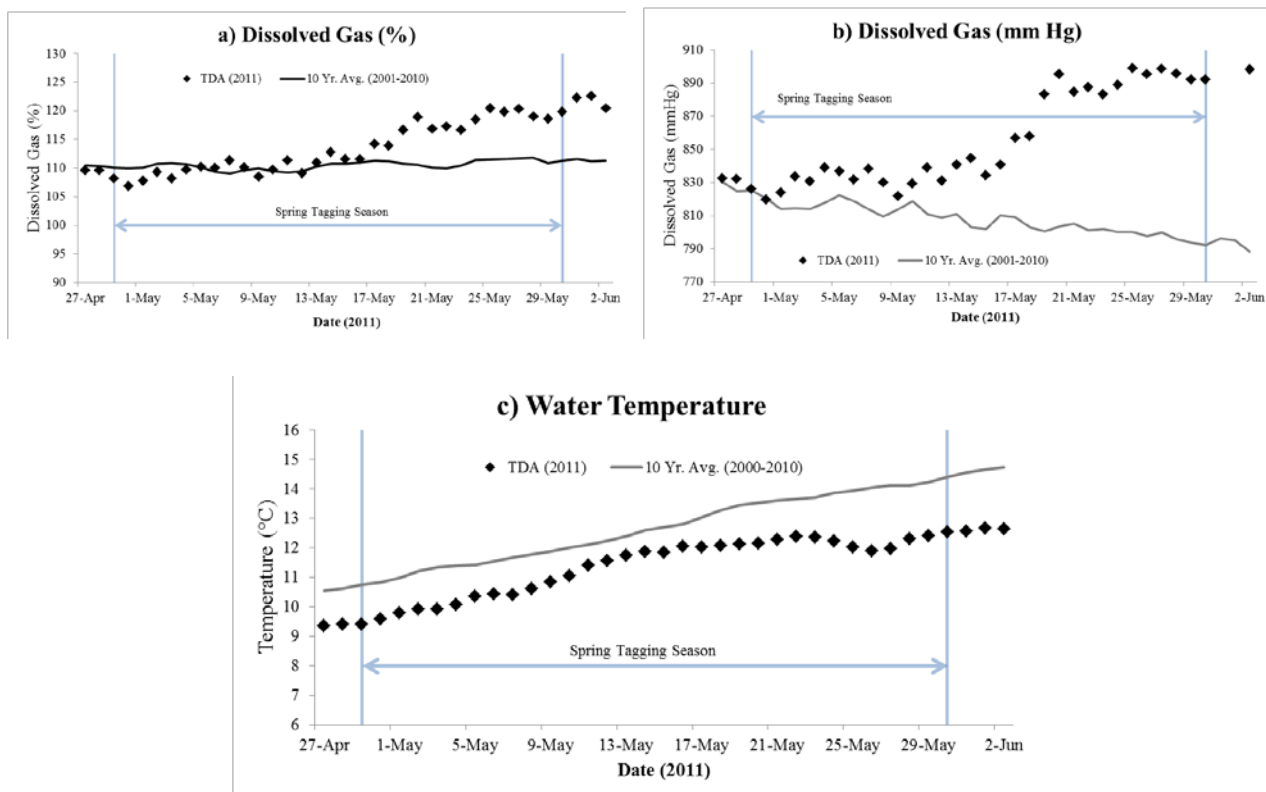 a) Dissolved Gas (%)
130
125
120
115
110
105
100
95
90
Dissolved Gas (%)
TDA (2011)
10 Yr. Avg. (2001-2010)
Spring Tagging Season
27-Apr 1-May 5-May 9-May 13-May 17-May 21-May 25-May 29-May 2-Jun
Date (2011)
b) Dissolved Gas (mm Hg)
910
890
870
850
830
810
790
770
Dissolved Gas (mmHg)
Spring Tagging Season
TDA (2011)
10 Yr. Avg. (2001-2010)
27-Apr 1-May 5-May 9-May 13-May 17-May 21-May 25-May 29-May 2-Jun
Date (2011)
c) Water Temperature
16
15
14
13
12
11
10
9
8
7
6
Temperature (°C)
TDA (2011)
10 Yr. Avg. (2000-2010)
Spring Tagging Season
27-Apr 1-May 5-May 9-May 13-May 17-May 21-May 25-May 29-May 2-Jun
Date (2011)